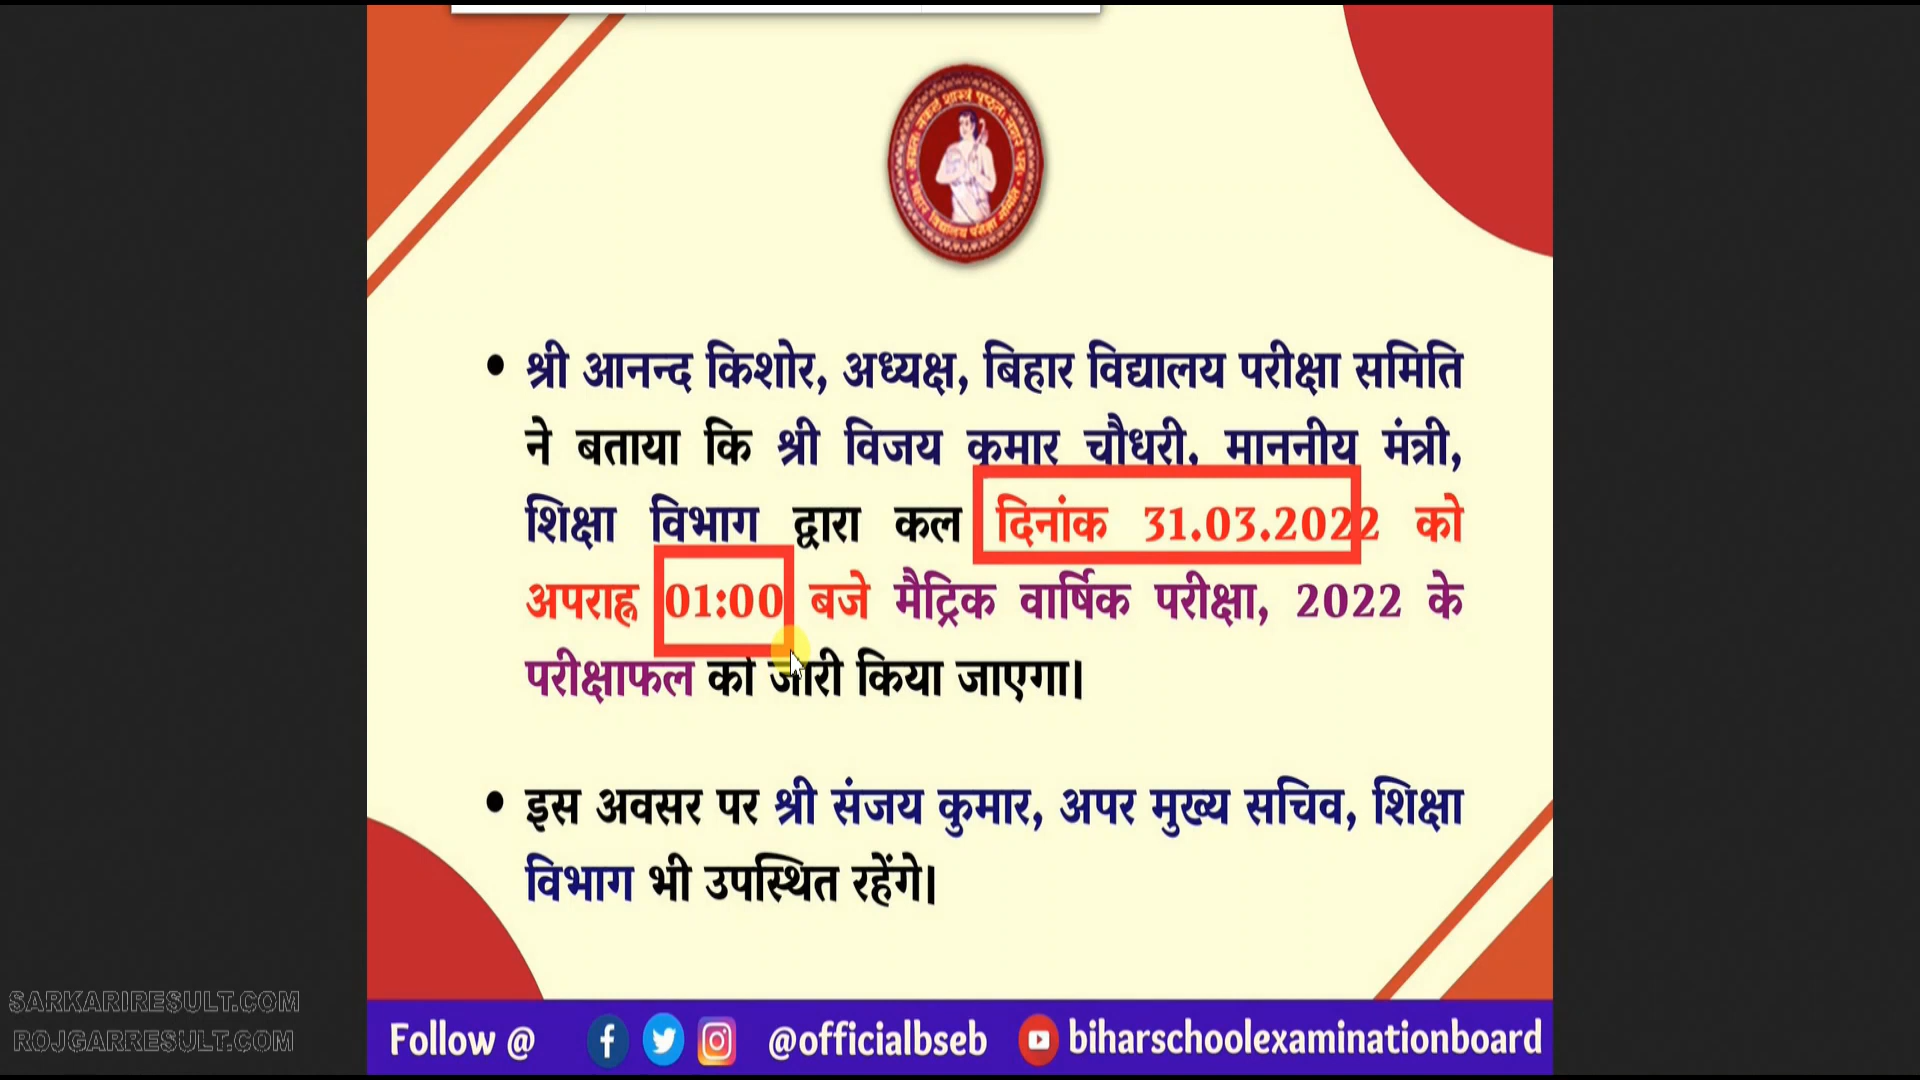 श्री आनन्द किशोर, अध्यक्ष, बिहार विद्यालय परीक्षा समिति
ने बताया कि श्री विजय कुमार चौधरी, माननीय मंत्री,
शिक्षा विभाग द्वारा कल दिनांक 31.03.2022 को
अपराह्न 01:00 बजे मैट्रिक वार्षिक परीक्षा, 2022 के
परीक्षाफल को जारी किया जाएगा।
इस अवसर पर श्री संजय कुमार, अपर मुख्य सचिव, शिक्षा
विभाग भी उपस्थित रहेंगे।
SARKARIRESULT.COM
ROJGARRESULT.COM
Follow @ @officialbseb biharschoolexaminationboard